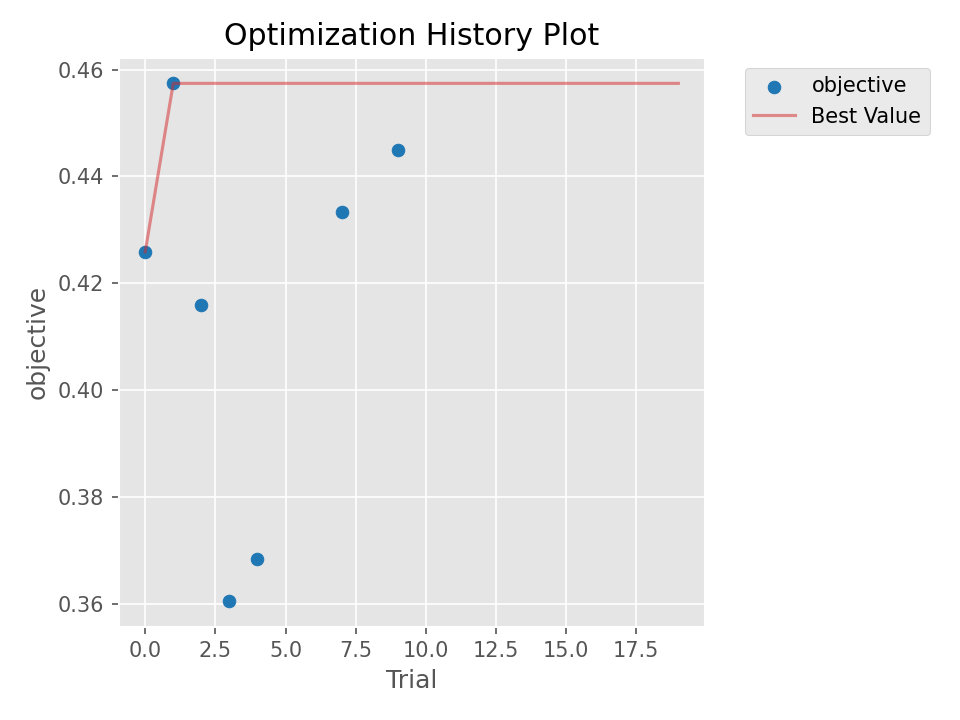 Optimization History Plot
objective
Best Value
0.46
0.44
0.42
0.40
0.38
0.36
objective
0.0 2.5 5.0 7.5 10.0 12.5 15.0 17.5
Trial